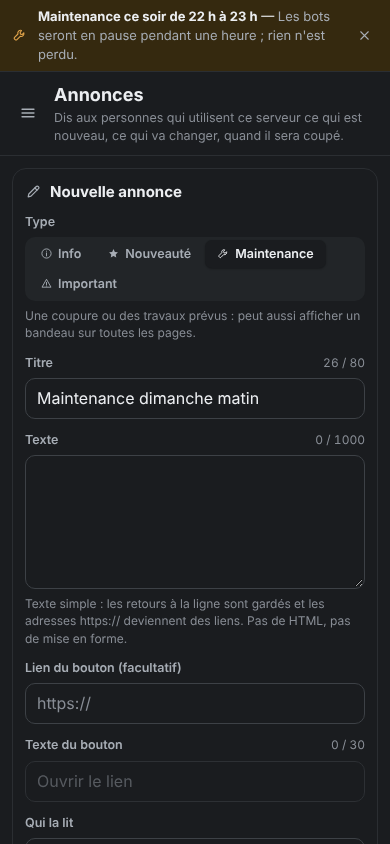 Maintenance ce soir de 22 h à 23 h — Les bots
seront en pause pendant une heure ; rien n'est
perdu.
Annonces
Dis aux personnes qui utilisent ce serveur ce qui est
nouveau, ce qui va changer, quand il sera coupé.
Nouvelle annonce
Type
Info
Nouveauté
Maintenance
Important
Une coupure ou des travaux prévus : peut aussi afficher un
bandeau sur toutes les pages.
Titre
26 / 80
Maintenance dimanche matin
Texte
0 / 1000
Texte simple : les retours à la ligne sont gardés et les
adresses https:// deviennent des liens. Pas de HTML, pas
de mise en forme.
Lien du bouton (facultatif)
https://
Texte du bouton
0 / 30
Ouvrir le lien
Qui la lit